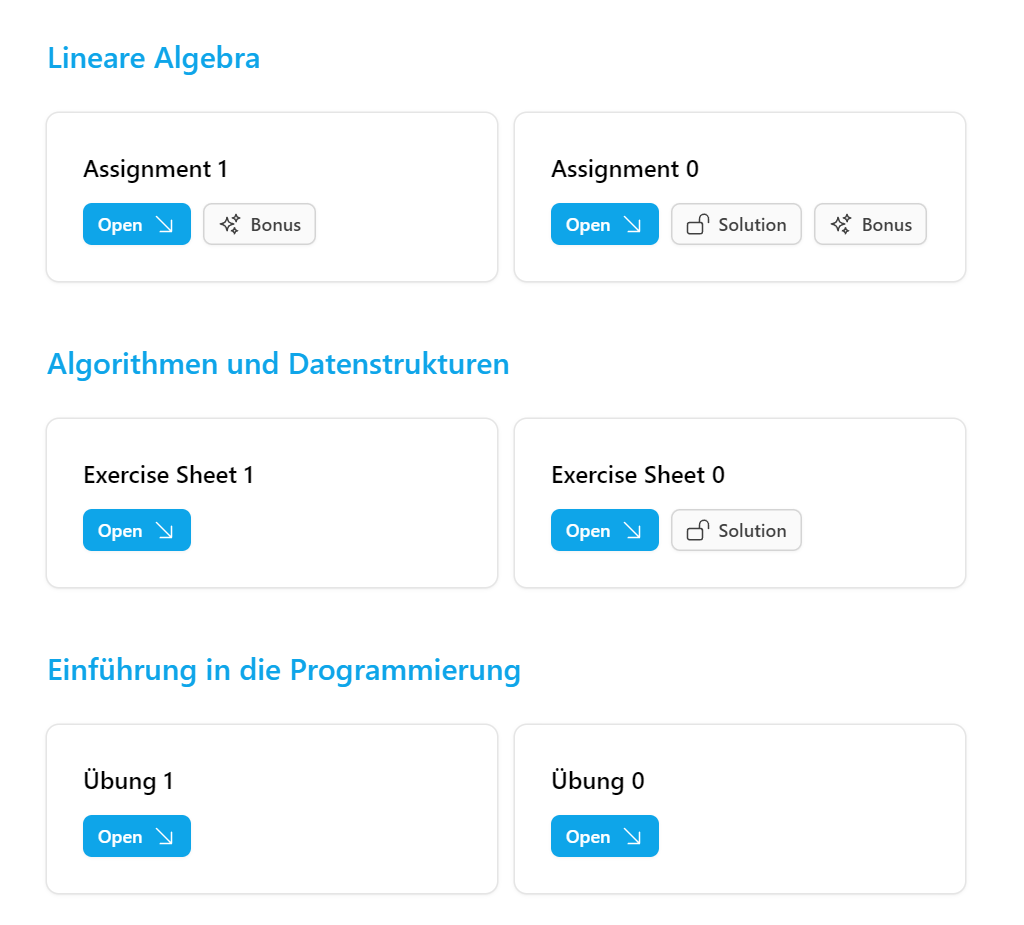 Lineare Algebra
Assignment 1
Open Bonus
Assignment 0
Open Solution Bonus
Algorithmen und Datenstrukturen
Exercise Sheet 1
Open
Exercise Sheet 0
Open Solution
Einführung in die Programmierung
Übung 1
Open
Übung 0
Open